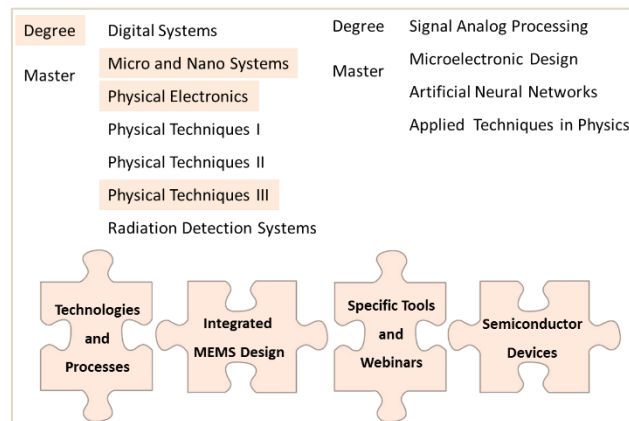 Degree
Master
Digital Systems
Micro and Nano Systems
Physical Electronics
Physical Techniques I
Physical Techniques II
Physical Techniques III
Radiation Detection Systems
Degree
Master
Signal Analog Processing
Microelectronic Design
Artificial Neural Networks
Applied Techniques in Physics
Technologies
and
Processes
Integrated
MEMS Design
Specific Tools
and
Webinars
Semiconductor
Devices